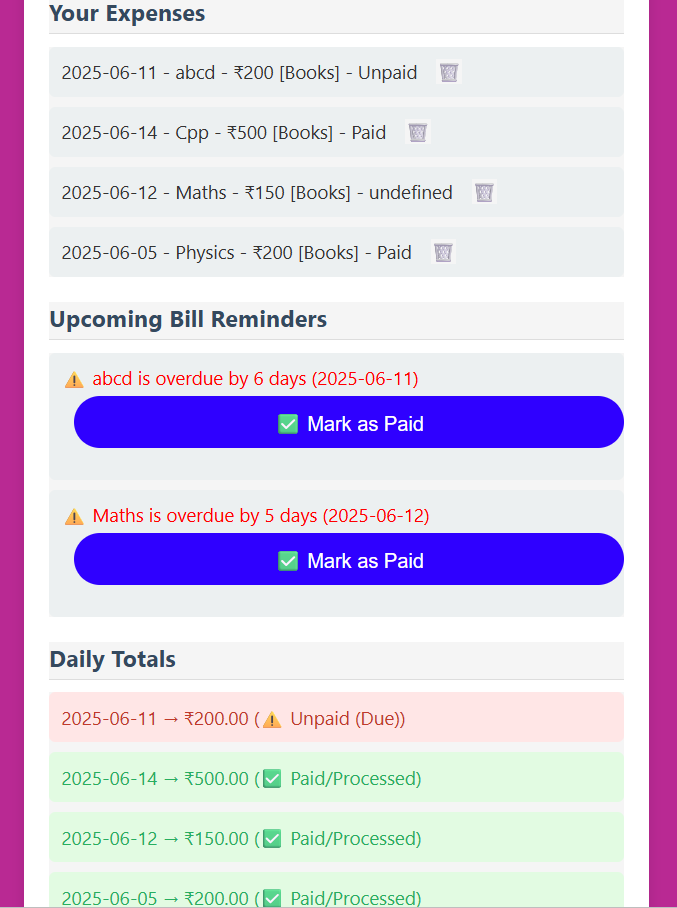 Your Expenses
2025-06-11 - abcd - ₹200 [Books] - Unpaid
2025-06-14 - Cpp - ₹500 [Books] - Paid
2025-06-12 - Maths - ₹150 [Books] - undefined
2025-06-05 - Physics - ₹200 [Books] - Paid
Upcoming Bill Reminders
⚠️ abcd is overdue by 6 days (2025-06-11)
✅ Mark as Paid
⚠️ Maths is overdue by 5 days (2025-06-12)
✅ Mark as Paid
Daily Totals
2025-06-11 → ₹200.00 (⚠️ Unpaid (Due))
2025-06-14 → ₹500.00 (✅ Paid/Processed)
2025-06-12 → ₹150.00 (✅ Paid/Processed)
2025-06-05 → ₹200.00 (✅ Paid/Processed)